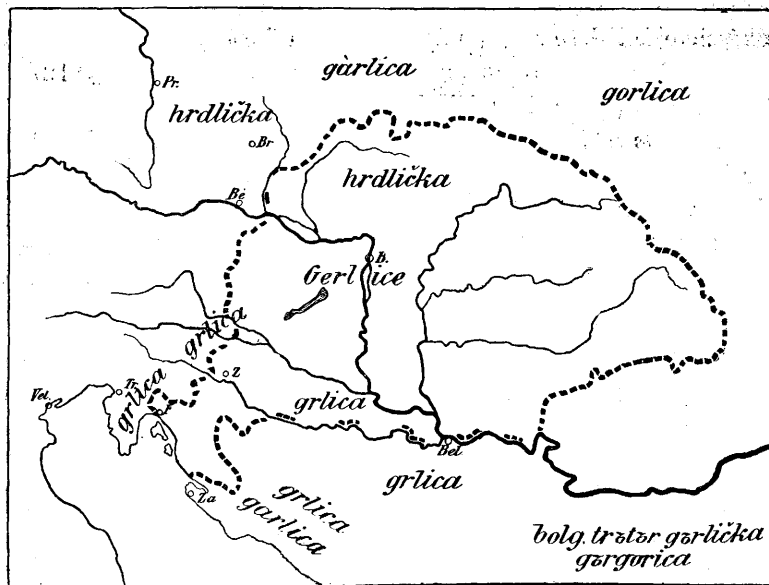 gàrlica
Pr.
gorlica
hrdlička
Br
hrdlička
Bé
B.
Gerlice
grlica
Z
Tr.
grlica
Vel.
grlica
Bel
grlica
grlica
garlica
Za
bolg. trъtъr gъrlička
gъrgorica